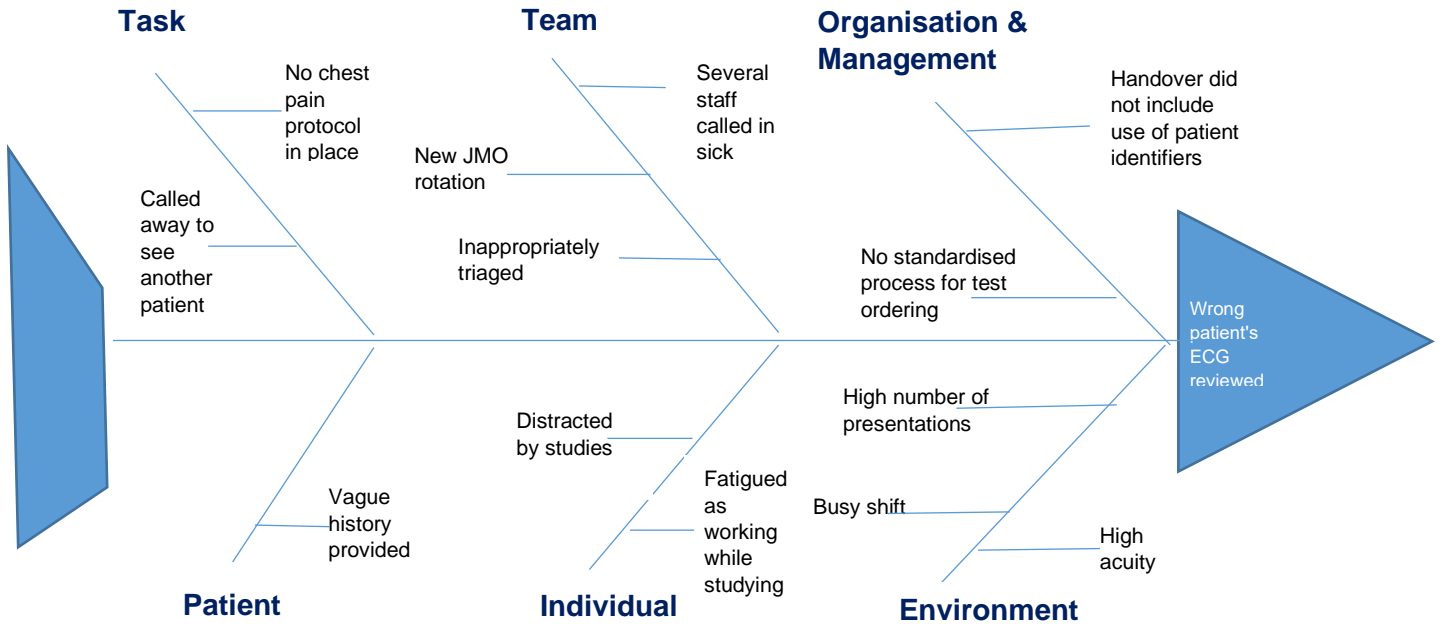 Task
Team
Organisation &
Management
No chest
pain
protocol
in place
Called
away to
see
another
patient
Several
staff
called in
sick
New JMO
rotation
Inappropriately
triaged
Handover did
not include
use of patient
identifiers
No standardised
process for test
ordering
Wrong
patient's
ECG
reviewed
Vague
history
provided
Distracted
by studies
Fatigued
as
working
while
studying
High number of
presentations
Busy shift
High
acuity
Patient
Individual
Environment